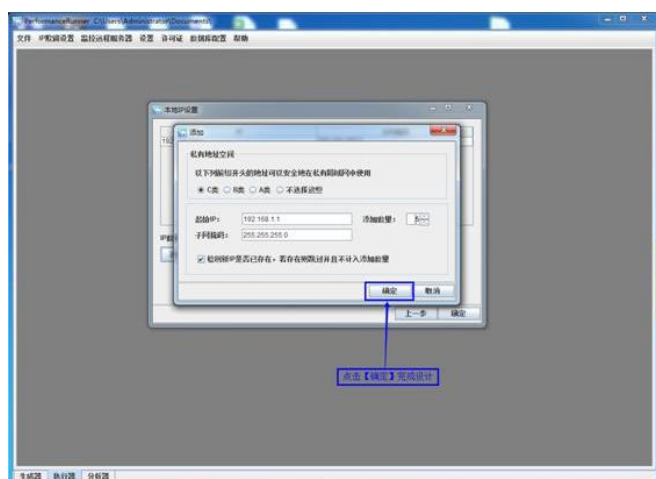 PerformanceRunner C:\Users\Administrator\Documents\
文件 IP欺骗设置 监控远程服务器 设置 许可证 数据库配置 帮助
本地IP设置
添加
192
私有地址空间
以下列前缀开头的地址可以安全地在私有局域网中使用
C类 B类 A类 不选择这些
起始IP: 192.168.1.1 添加数量: 5
子网掩码: 255.255.255.0
检测新IP是否已存在，若存在则跳过并且不计入添加数量
确定 取消
上一步 确定
点击【确定】完成设计
生成器 执行器 分析器